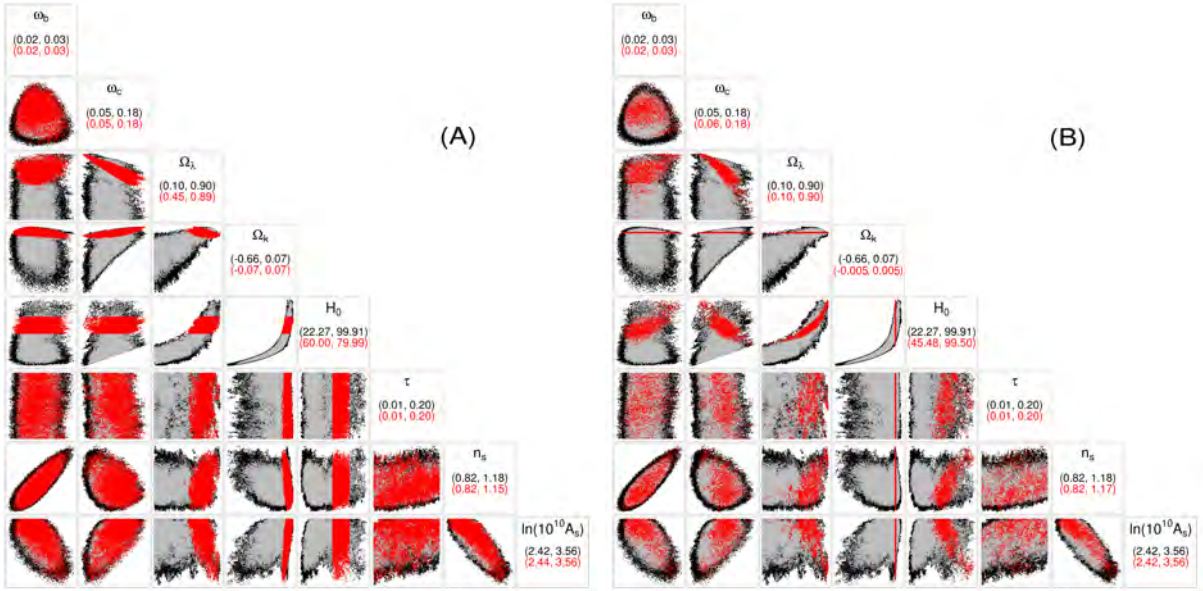 ω_b
(0.02, 0.03)
(0.02, 0.03)
ω_c
(0.05, 0.18)
(0.05, 0.18)
(A)
Ω_λ
(0.10, 0.90)
(0.45, 0.89)
Ω_k
(-0.66, 0.07)
(-0.07, 0.07)
H_0
(22.27, 99.91)
(60.00, 79.99)
τ
(0.01, 0.20)
(0.01, 0.20)
n_s
(0.82, 1.18)
(0.82, 1.15)
ln(10^10 A_s)
(2.42, 3.56)
(2.44, 3.56)
ω_b
(0.02, 0.03)
(0.02, 0.03)
ω_c
(0.05, 0.18)
(0.06, 0.18)
(B)
Ω_λ
(0.10, 0.90)
(0.10, 0.90)
Ω_k
(-0.66, 0.07)
(-0.005, 0.005)
H_0
(22.27, 99.91)
(45.48, 99.50)
τ
(0.01, 0.20)
(0.01, 0.20)
n_s
(0.82, 1.18)
(0.82, 1.17)
ln(10^10 A_s)
(2.42, 3.56)
(2.42, 3.56)